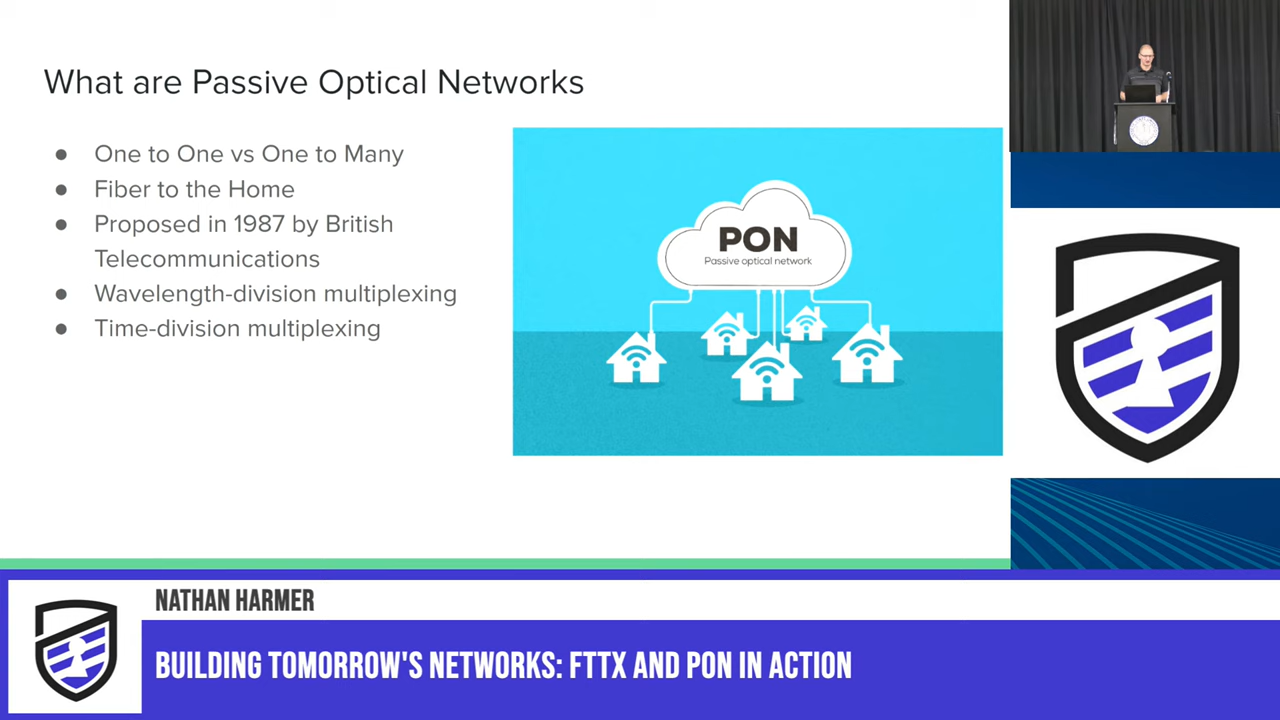 What are Passive Optical Networks
● One to One vs One to Many
● Fiber to the Home
● Proposed in 1987 by British
Telecommunications
● Wavelength-division multiplexing
● Time-division multiplexing
PON
Passive optical network
NATHAN HARMER
BUILDING TOMORROW'S NETWORKS: FTTX AND PON IN ACTION